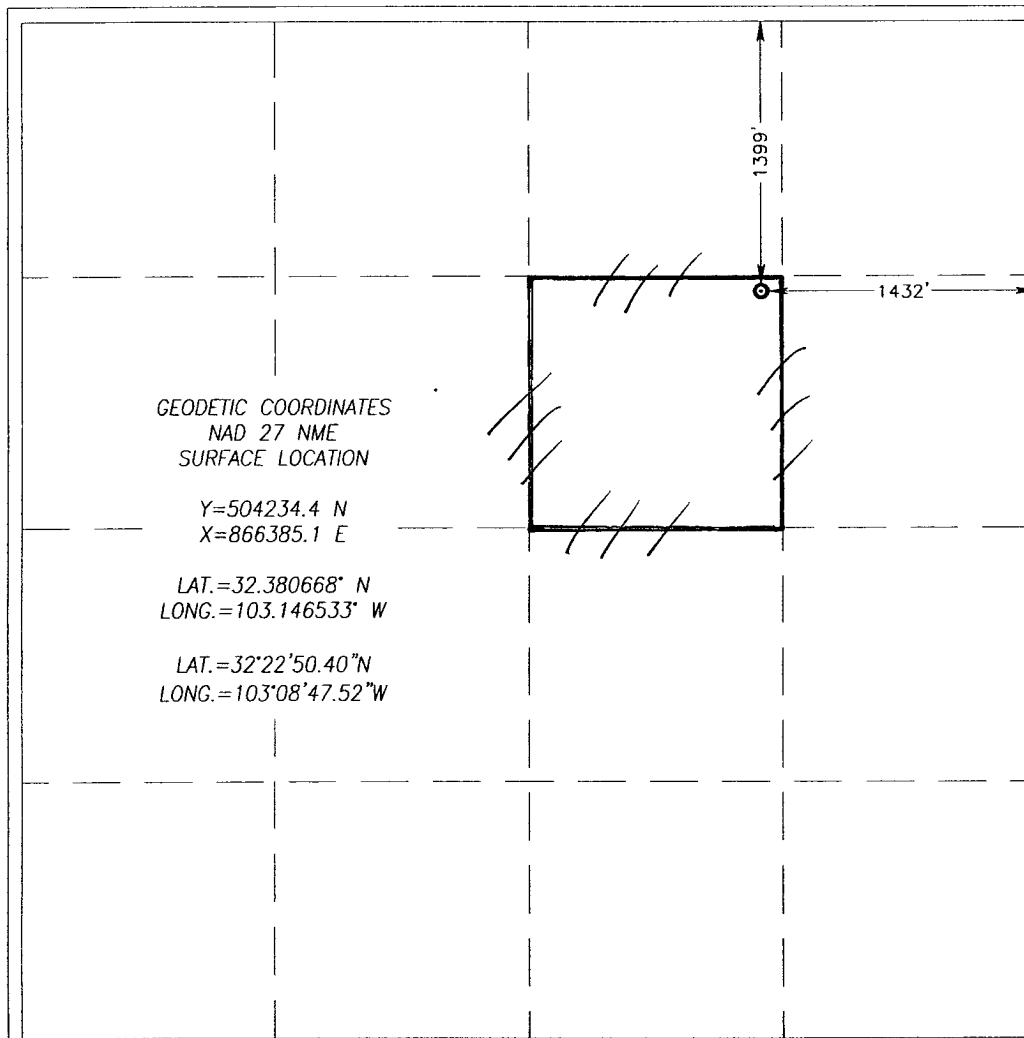 1399'
1432'
GEODETIC COORDINATES
NAD 27 NME
SURFACE LOCATION
Y=504234.4 N
X=866385.1 E
LAT.=32.380668° N
LONG.=103.146533° W
LAT.=32°22'50.40"N
LONG.=103°08'47.52"W